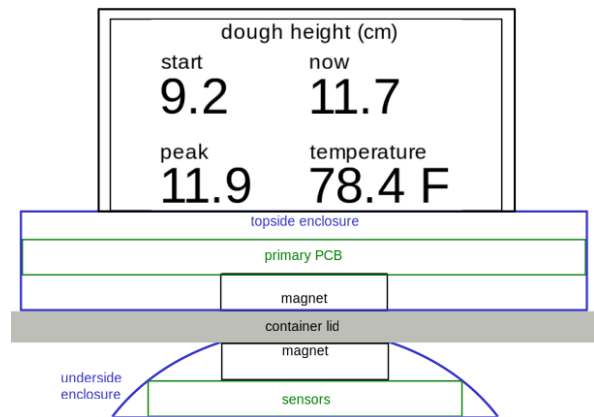 dough height (cm)
start now
9.2 11.7
peak temperature
11.9 78.4 F
topside enclosure
primary PCB
magnet
container lid
magnet
underside
enclosure
sensors